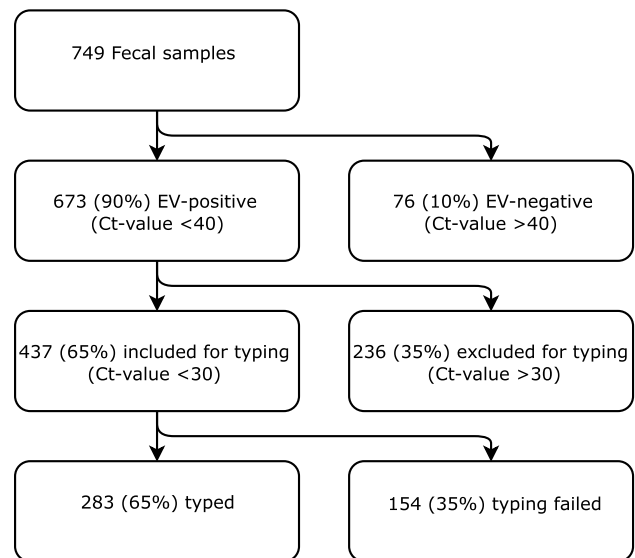 749 Fecal samples
673 (90%) EV-positive
(Ct-value <40)
76 (10%) EV-negative
(Ct-value >40)
437 (65%) included for typing
(Ct-value <30)
236 (35%) excluded for typing
(Ct-value >30)
283 (65%) typed
154 (35%) typing failed